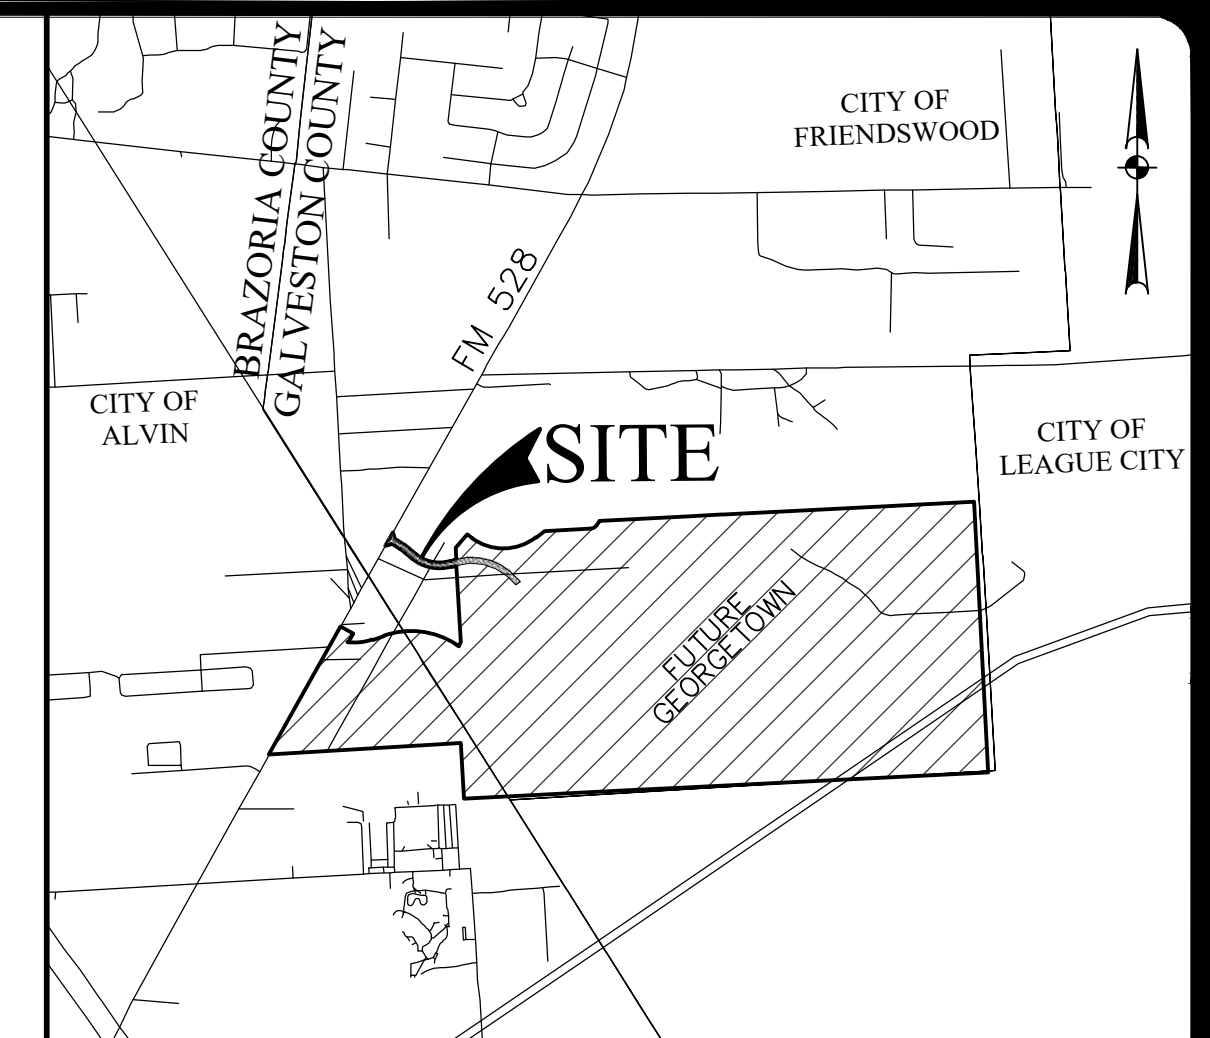 BRAZORIA COUNTY
GALVESTON COUNTY
CITY OF
FRIENDSWOOD
FM 528
CITY OF
ALVIN
SITE
CITY OF
LEAGUE CITY
FUTURE
GEORGETOWN